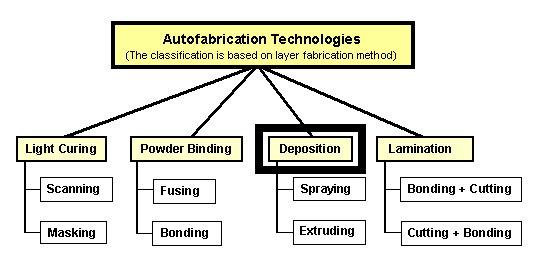 Autofabrication Technologies
(The classification is based on layer fabrication method)
Light Curing
Powder Binding
Deposition
Lamination
Scanning
Fusing
Spraying
Bonding + Cutting
Masking
Bonding
Extruding
Cutting + Bonding